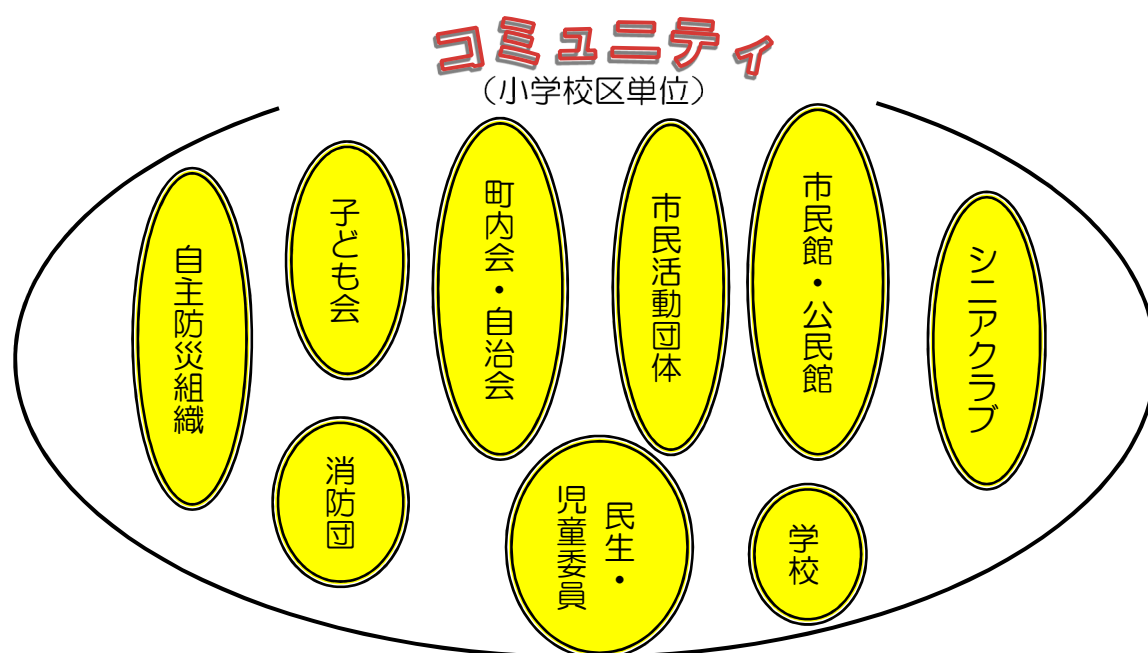 コミュニティ
（小学校区単位）
自主防災組織
子ども会
町内会・自治会
市民活動団体
市民館・公民館
シニアクラブ
消防団
民生・
児童委員
学校